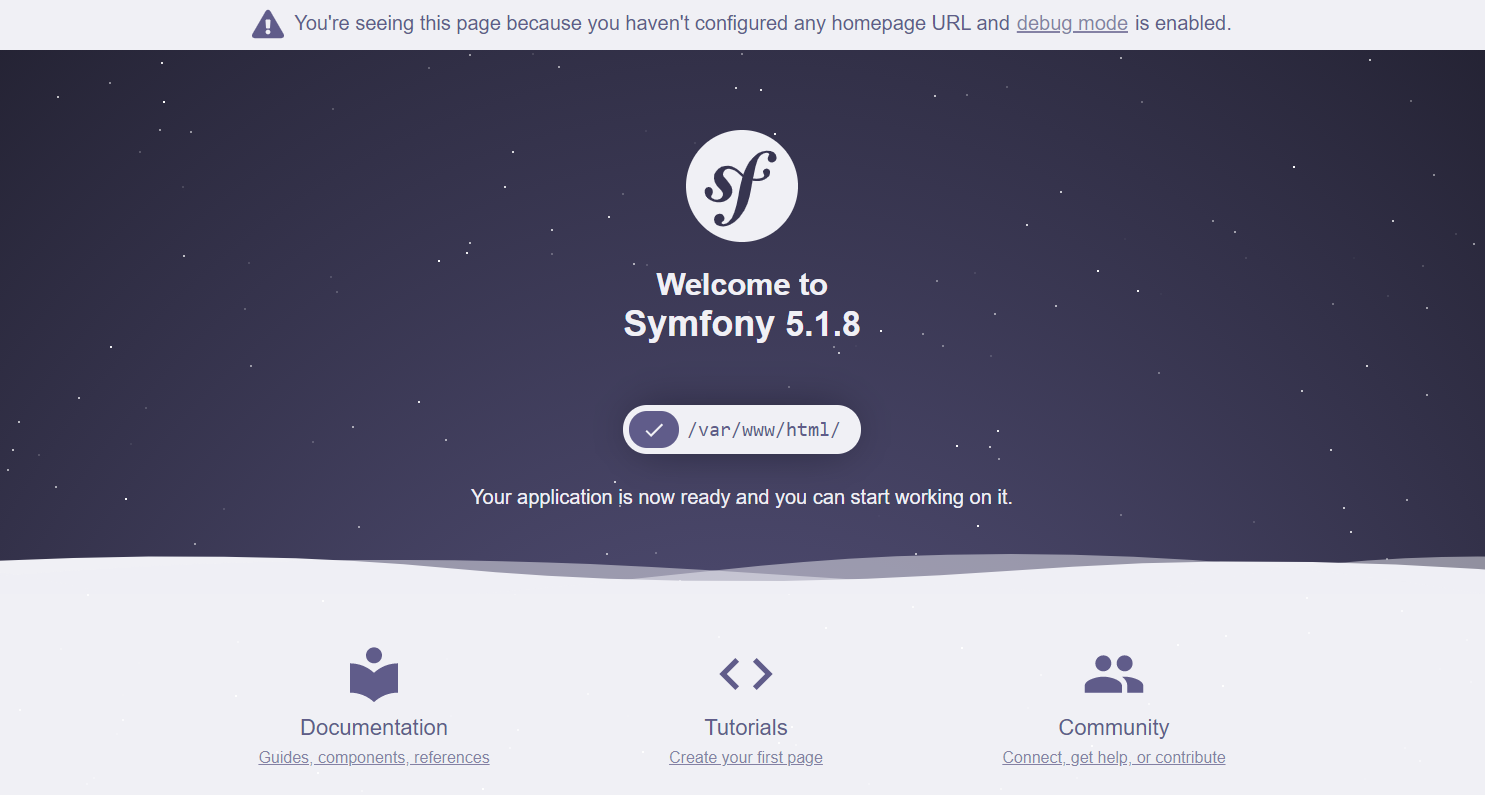 You're seeing this page because you haven't configured any homepage URL and debug mode is enabled.
sf
Welcome to
Symfony 5.1.8
/var/www/html/
Your application is now ready and you can start working on it.
Documentation
Guides, components, references
Tutorials
Create your first page
Community
Connect, get help, or contribute